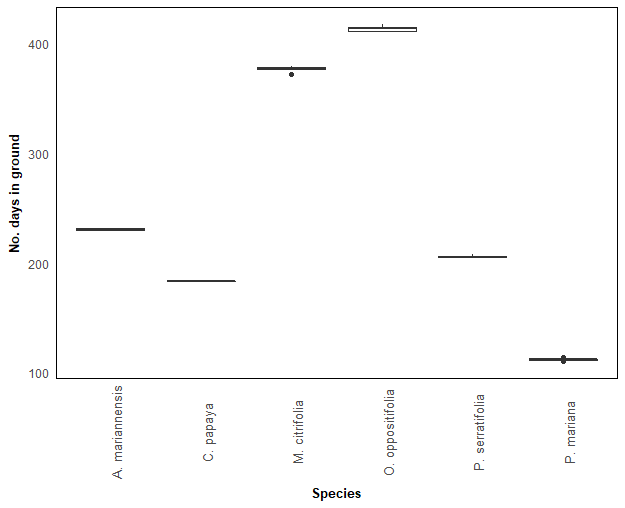 No. days in ground
400
300
200
100
A. mariannensis
C. papaya
M. citrifolia
O. oppositifolia
P. serratifolia
P. mariana
Species